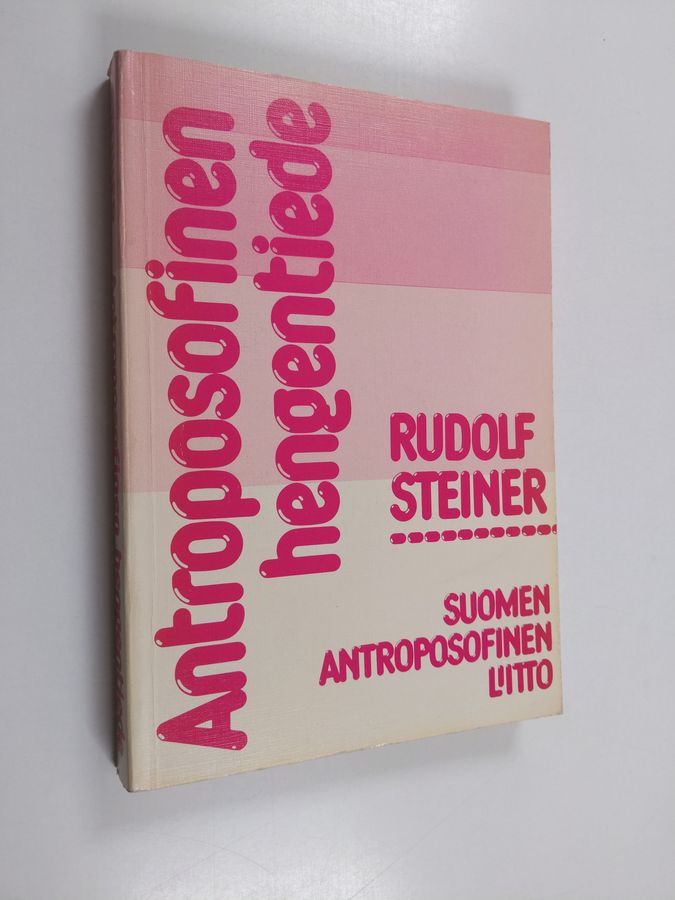 Antroposofinen
hengentiede
RUDOLF
STEINER
SUOMEN
ANTROPOSOFINEN
LIITTO